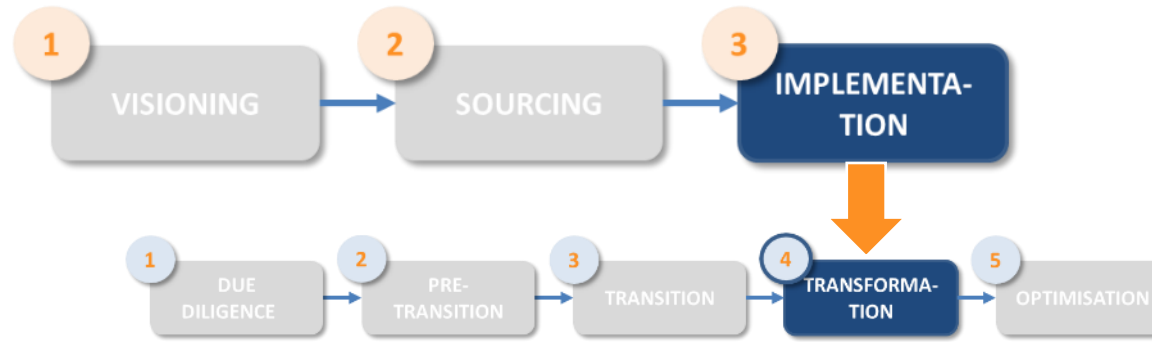 1
VISIONING
2
SOURCING
3
IMPLEMENTA-
TION
1
DUE
DILIGENCE
2
PRE-
TRANSITION
3
TRANSITION
4
TRANSFORMA-
TION
5
OPTIMISATION